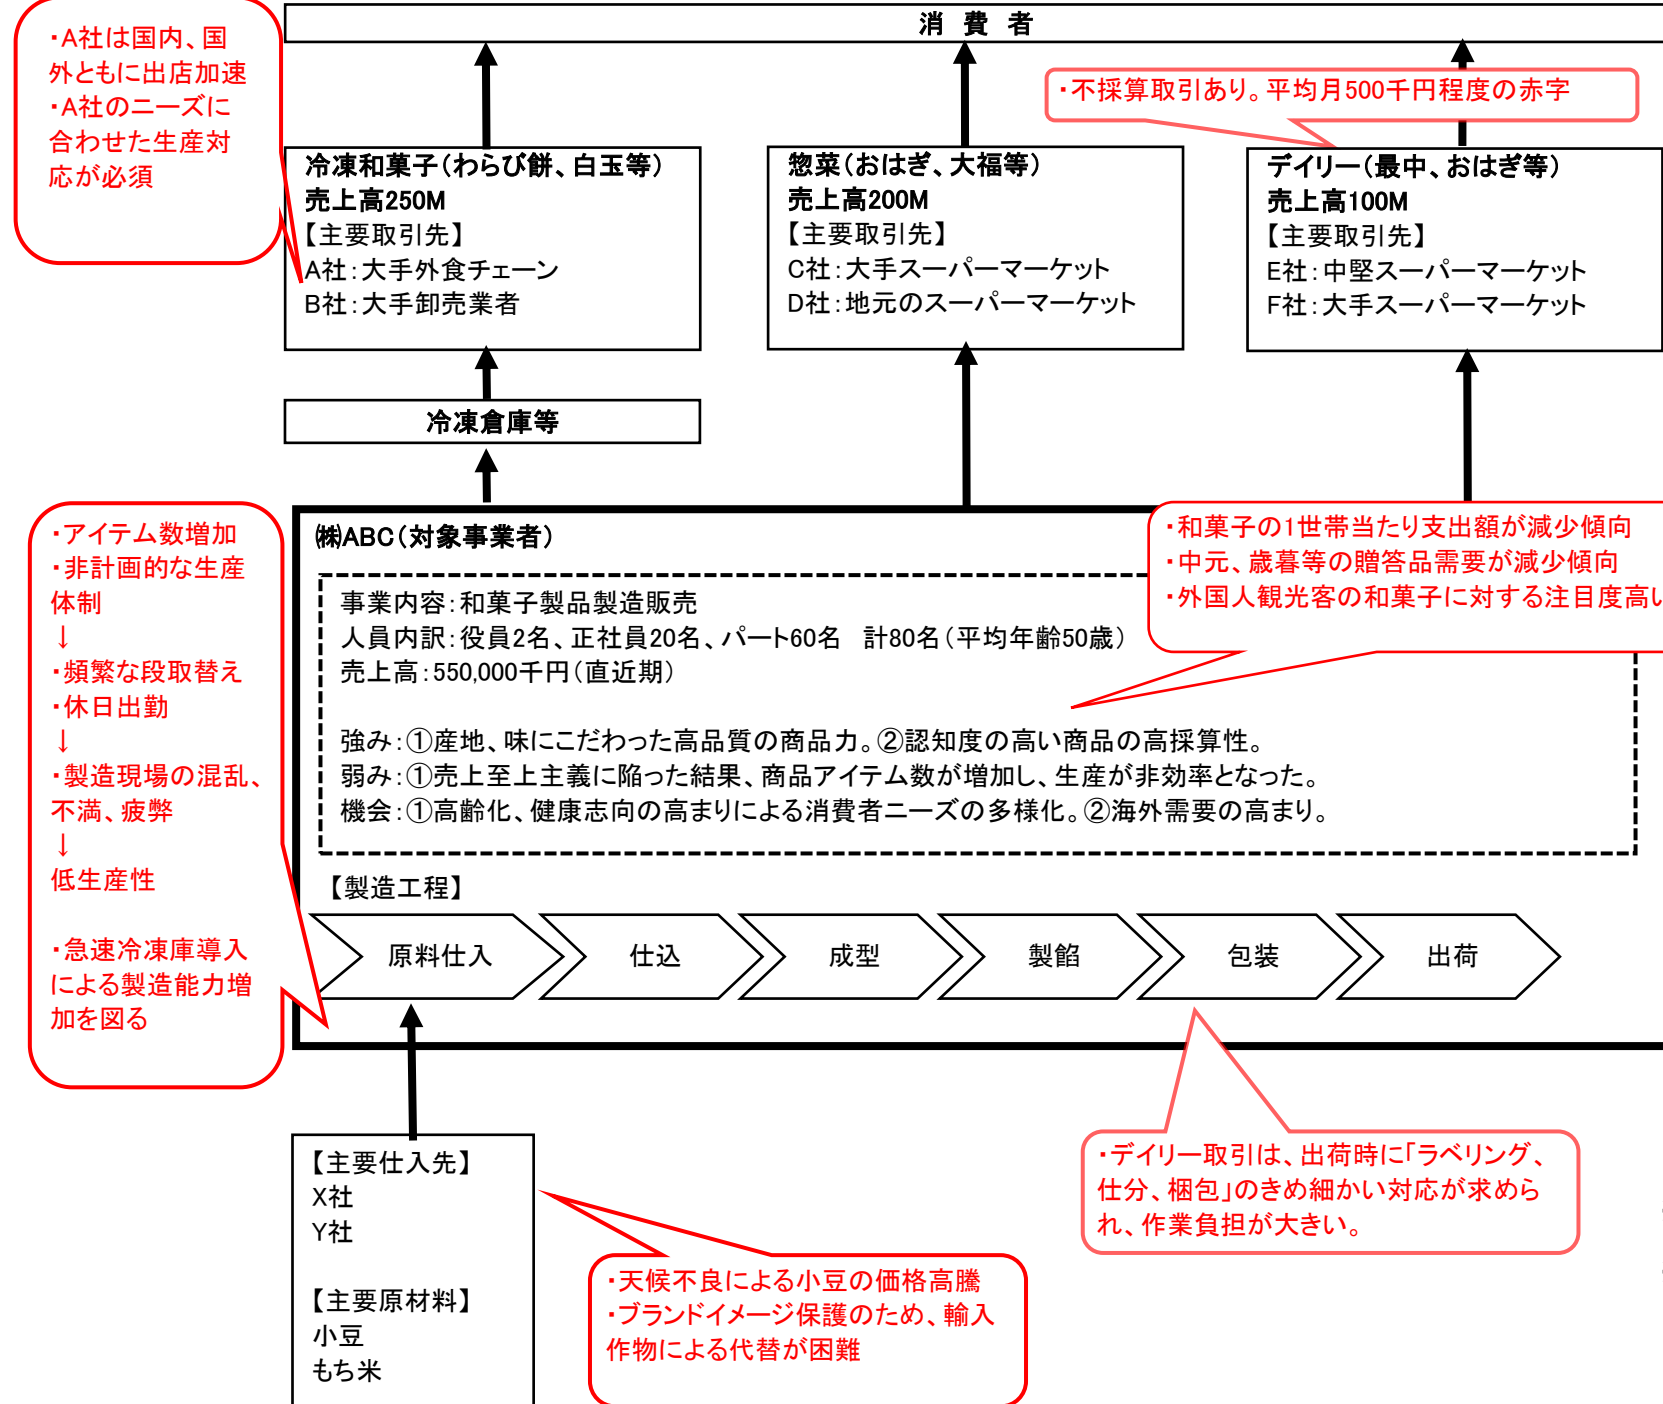 消 費 者
・A社は国内、国
外ともに出店加速
・A社のニーズに
合わせた生産対
応が必須
・不採算取引あり。平均月500千円程度の赤字
冷凍和菓子（わらび餅、白玉等）
売上高250M
【主要取引先】
A社：大手外食チェーン
B社：大手卸売業者
惣菜（おはぎ、大福等）
売上高200M
【主要取引先】
C社：大手スーパーマーケット
D社：地元のスーパーマーケット
デイリー（最中、おはぎ等）
売上高100M
【主要取引先】
E社：中堅スーパーマーケット
F社：大手スーパーマーケット
冷凍倉庫等
・アイテム数増加
・非計画的な生産
体制
↓
・頻繁な段取替え
・休日出勤
↓
・製造現場の混乱、
不満、疲弊
↓
低生産性
・急速冷凍庫導入
による製造能力増
加を図る
㈱ABC（対象事業者）
・和菓子の1世帯当たり支出額が減少傾向
・中元、歳暮等の贈答品需要が減少傾向
・外国人観光客の和菓子に対する注目度高い
事業内容：和菓子製品製造販売
人員内訳：役員2名、正社員20名、パート60名　計80名（平均年齢50歳）
売上高：550,000千円（直近期）
強み：①産地、味にこだわった高品質の商品力。②認知度の高い商品の高採算性。
弱み：①売上至上主義に陥った結果、商品アイテム数が増加し、生産が非効率となった。
機会：①高齢化、健康志向の高まりによる消費者ニーズの多様化。②海外需要の高まり。
【製造工程】
原料仕入
仕込
成型
製餡
包装
出荷
【主要仕入先】
X社
Y社
【主要原材料】
小豆
もち米
・天候不良による小豆の価格高騰
・ブランドイメージ保護のため、輸入
作物による代替が困難
・デイリー取引は、出荷時に「ラベリング、
仕分、梱包」のきめ細かい対応が求めら
れ、作業負担が大きい。